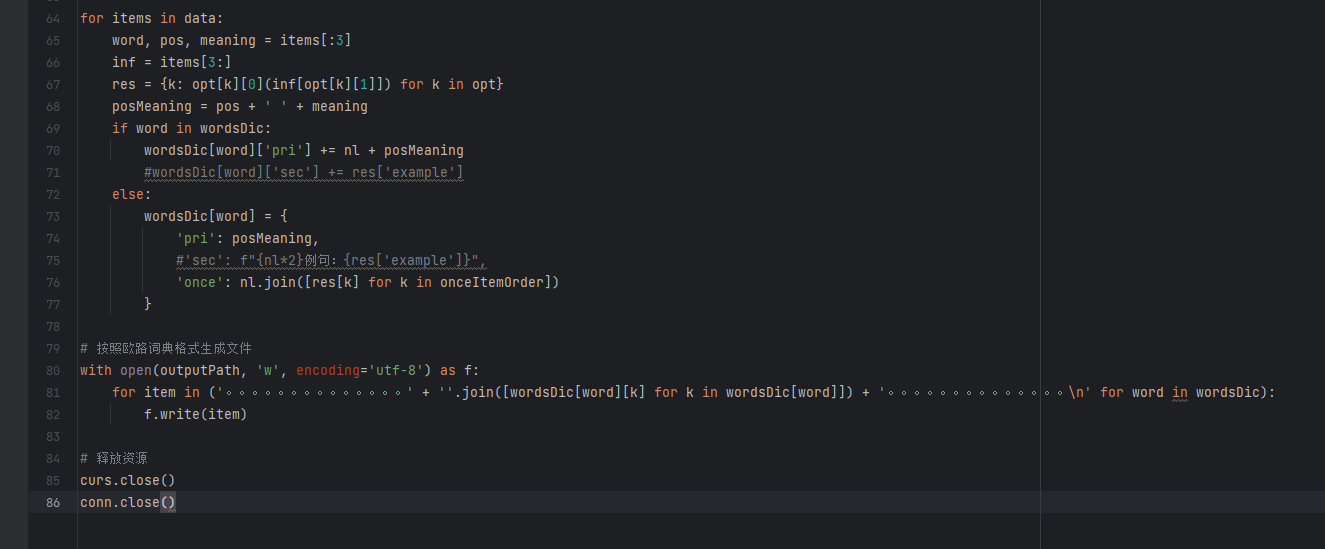 64 for items in data:
65     word, pos, meaning = items[:3]
66     inf = items[3:]
67     res = {k: opt[k][0](inf[opt[k][1]]) for k in opt}
68     posMeaning = pos + ' ' + meaning
69     if word in wordsDic:
70         wordsDic[word]['pri'] += nl + posMeaning
71         #wordsDic[word]['sec'] += res['example']
72     else:
73         wordsDic[word] = {
74             'pri': posMeaning,
75             #'sec': f"{nl*2}例句：{res['example']}",
76             'once': nl.join([res[k] for k in onceItemOrder])
77         }
78
79 # 按照欧路词典格式生成文件
80 with open(outputPath, 'w', encoding='utf-8') as f:
81     for item in ('。。。。。。。。。。。。。。' + ''.join([wordsDic[word][k] for k in wordsDic[word]]) + '。。。。。。。。。。。。。。\n' for word in wordsDic):
82         f.write(item)
83
84 # 释放资源
85 curs.close()
86 conn.close()